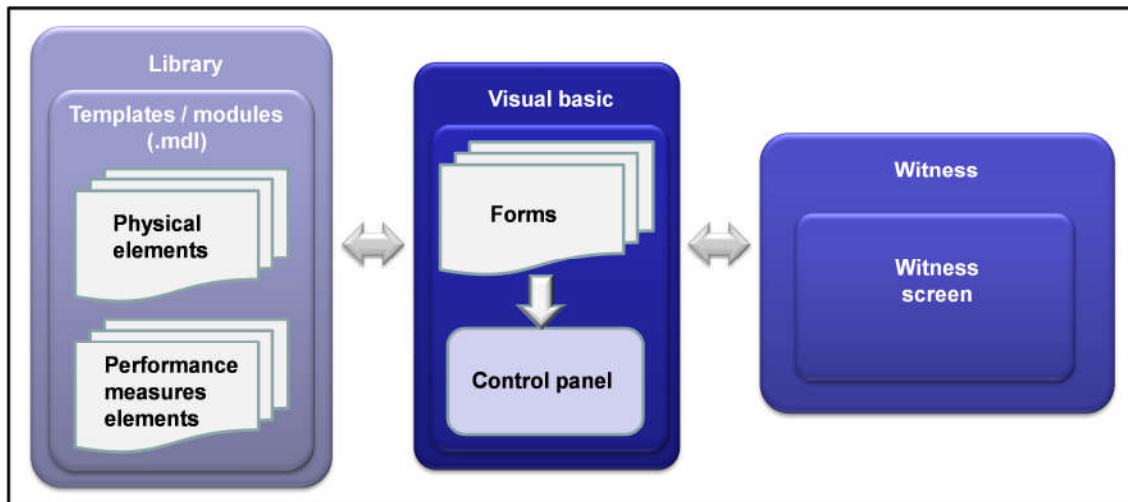 Library
Templates / modules
(.mdl)
Physical
elements
Performance
measures
elements
Visual basic
Forms
Control panel
Witness
Witness
screen